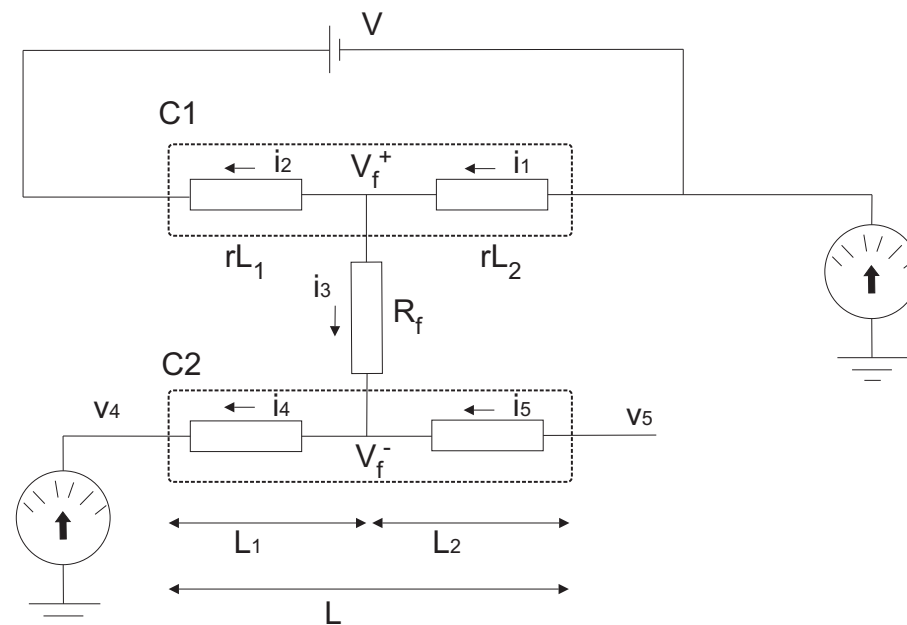 V
C1
i2 Vf+ i1
rL1 rL2
i3 Rf
C2
v4 i4 i5 v5
Vf-
L1 L2
L